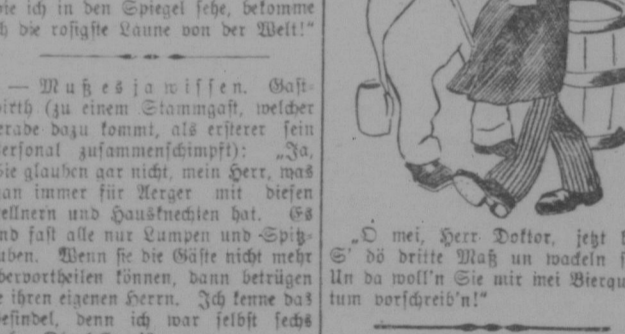 wie ich in den Spiegel sehe, bekomme
ich die rosigste Laune von der Welt!“
— Muß es ja wissen. Gast-
wirth (zu einem Stammgast, welcher
gerade dazu kommt, als ersterer sein
Personal zusammenschimpft): „Ja,
Sie glauben gar nicht, mein Herr, was
man immer für Aerger mit diesen
Kellnern und Hausknechten hat. Es
sind fast alle nur Lumpen und Spitz-
buben. Wenn sie die Gäste nicht mehr
übervortheilen können, dann betrügen
sie ihren eigenen Herrn. Ich kenne das
Gesindel, denn ich war selbst sechs
„O mei, Herr Doktor, jetzt
S' dö dritte Maß un wackeln
Un da woll'n Sie mir mei Bierqu
tum vorschreib'n!“